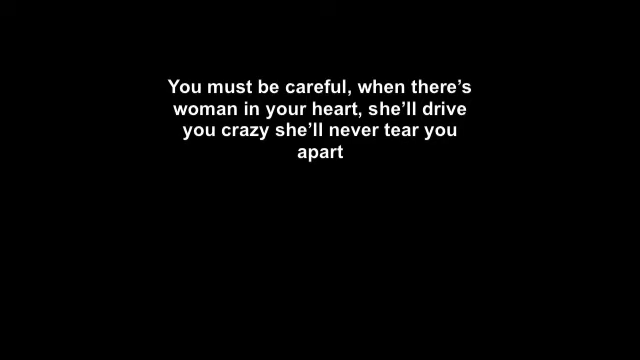 You must be careful, when there’s
woman in your heart, she’ll drive
you crazy she’ll never tear you
apart